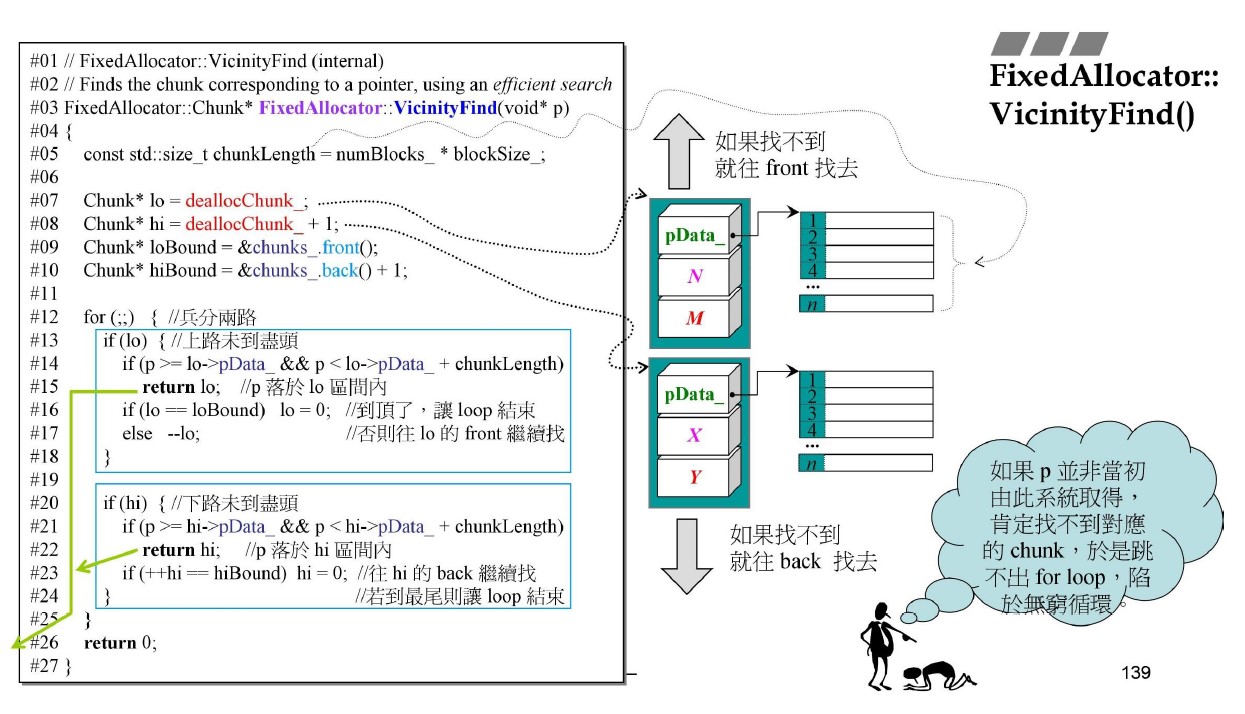 FixedAllocator::
VicinityFind()
#01 // FixedAllocator::VicinityFind (internal)
#02 // Finds the chunk corresponding to a pointer, using an efficient search
#03 FixedAllocator::Chunk* FixedAllocator::VicinityFind(void* p)
#04 {
#05 const std::size_t chunkLength = numBlocks_ * blockSize_;
#06
#07 Chunk* lo = deallocChunk_;
#08 Chunk* hi = deallocChunk_ + 1;
#09 Chunk* loBound = &chunks_.front();
#10 Chunk* hiBound = &chunks_.back() + 1;
#11
#12 for (;;) { //兵分兩路
#13 if (lo) { //上路未到盡頭
#14 if (p >= lo->pData_ && p < lo->pData_ + chunkLength)
#15 return lo; //p 落於 lo 區間內
#16 if (lo == loBound) lo = 0; //到頂了，讓 loop 結束
#17 else --lo; //否則往 lo 的 front 繼續找
#18 }
#19
#20 if (hi) { //下路未到盡頭
#21 if (p >= hi->pData_ && p < hi->pData_ + chunkLength)
#22 return hi; //p 落於 hi 區間內
#23 if (++hi == hiBound) hi = 0; //往 hi 的 back 繼續找
#24 } //若到最尾則讓 loop 結束
#25 }
#26 return 0;
#27 }
如果找不到
就往 front 找去
pData_
N
M
1
2
3
4
...
n
pData_
X
Y
1
2
3
4
...
n
如果找不到
就往 back 找去
如果 p 並非當初
由此系統取得，
肯定找不到對應
的 chunk，於是跳
不出 for loop，陷
於無窮循環。
139